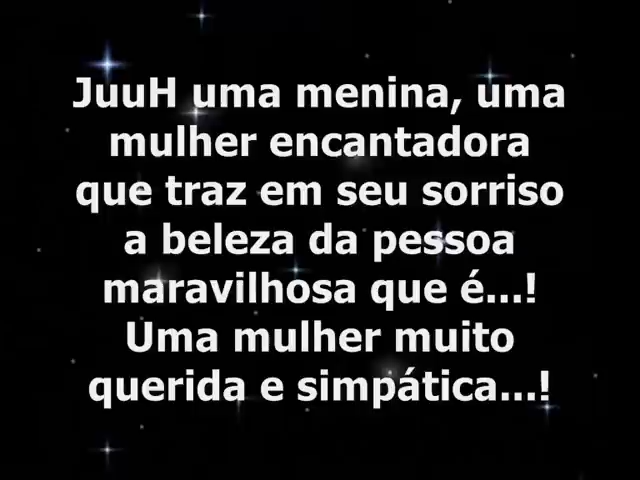 JuuH uma menina, uma
mulher encantadora
que traz em seu sorriso
a beleza da pessoa
maravilhosa que é...!
Uma mulher muito
querida e simpática...!